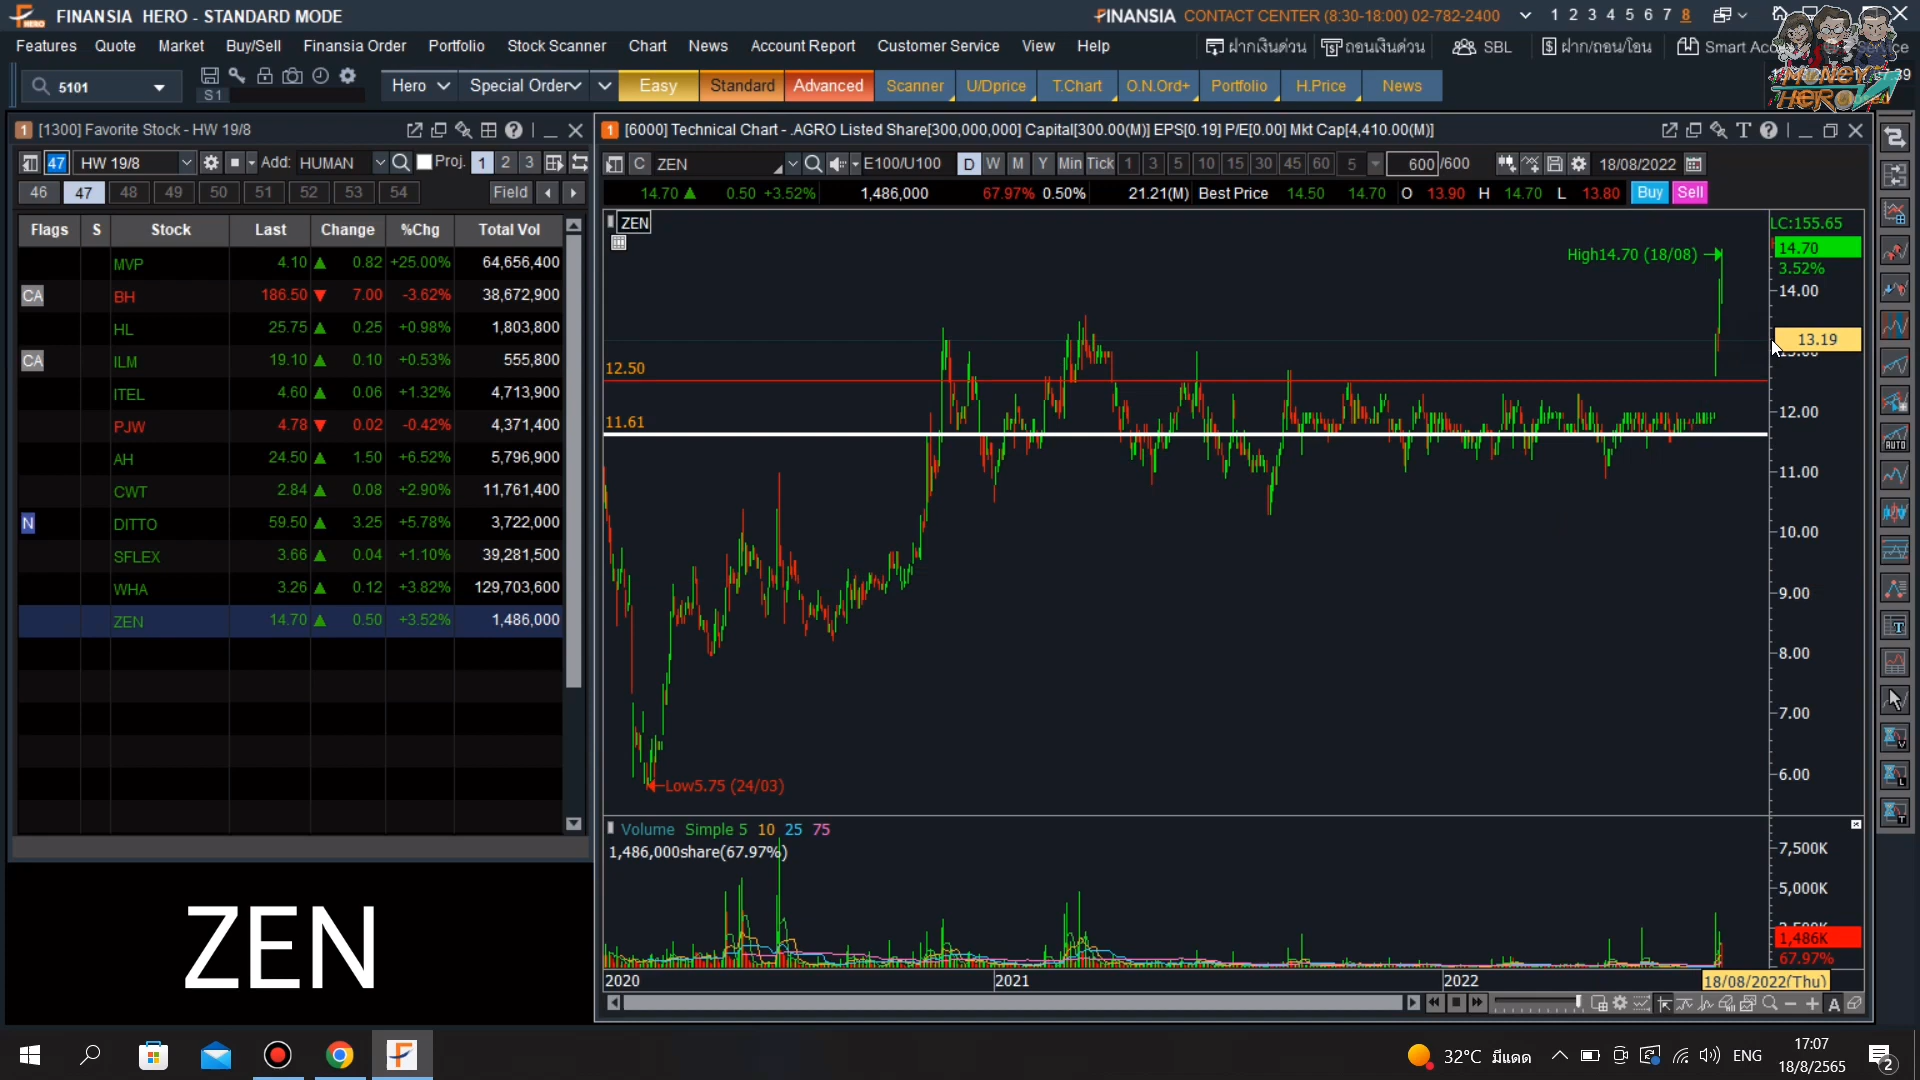 FINANSIA HERO - STANDARD MODE
FINANSIA CONTACT CENTER (8:30-18:00) 02-782-2400 1 2 3 4 5 6 7 8
Features Quote Market Buy/Sell Finansia Order Portfolio Stock Scanner Chart News Account Report Customer Service View Help ฝากเงินด่วน ถอนเงินด่วน SBL ฝาก/ถอน/โอน
5101 S1 Hero Special Order Easy Standard Advanced Scanner U/Dprice T.Chart O.N.Ord+ Portfolio H.Price News
MONEY HERO
1 [1300] Favorite Stock - HW 19/8
47 HW 19/8 Add: HUMAN Proj. 1 2 3
46 47 48 49 50 51 52 53 54 Field
Flags S Stock Last Change %Chg Total Vol
MVP 4.10 ▲ 0.82 +25.00% 64,656,400
CA BH 186.50 ▼ 7.00 -3.62% 38,672,900
HL 25.75 ▲ 0.25 +0.98% 1,803,800
CA ILM 19.10 ▲ 0.10 +0.53% 555,800
ITEL 4.60 ▲ 0.06 +1.32% 4,713,900
PJW 4.78 ▼ 0.02 -0.42% 4,371,400
AH 24.50 ▲ 1.50 +6.52% 5,796,900
CWT 2.84 ▲ 0.08 +2.90% 11,761,400
N DITTO 59.50 ▲ 3.25 +5.78% 3,722,000
SFLEX 3.66 ▲ 0.04 +1.10% 39,281,500
WHA 3.26 ▲ 0.12 +3.82% 129,703,600
ZEN 14.70 ▲ 0.50 +3.52% 1,486,000
ZEN
1 [6000] Technical Chart - .AGRO Listed Share[300,000,000] Capital[300.00(M)] EPS[0.19] P/E[0.00] Mkt Cap[4,410.00(M)]
C ZEN E100/U100 D W M Y Min Tick 1 3 5 10 15 30 45 60 5 600 /600 18/08/2022
14.70 ▲ 0.50 +3.52% 1,486,000 67.97% 0.50% 21.21(M) Best Price 14.50 14.70 O 13.90 H 14.70 L 13.80 Buy Sell
ZEN
LC:155.65
14.70
High14.70 (18/08)
3.52%
14.00
13.19
12.50
12.00
11.61
11.00
10.00
9.00
8.00
7.00
6.00
Low5.75 (24/03)
Volume Simple 5 10 25 75
1,486,000share(67.97%)
7,500K
5,000K
1,486K
67.97%
2020 2021 2022 18/08/2022(Thu)
A
32°C มีแดด ENG 17:07
18/8/2565
2